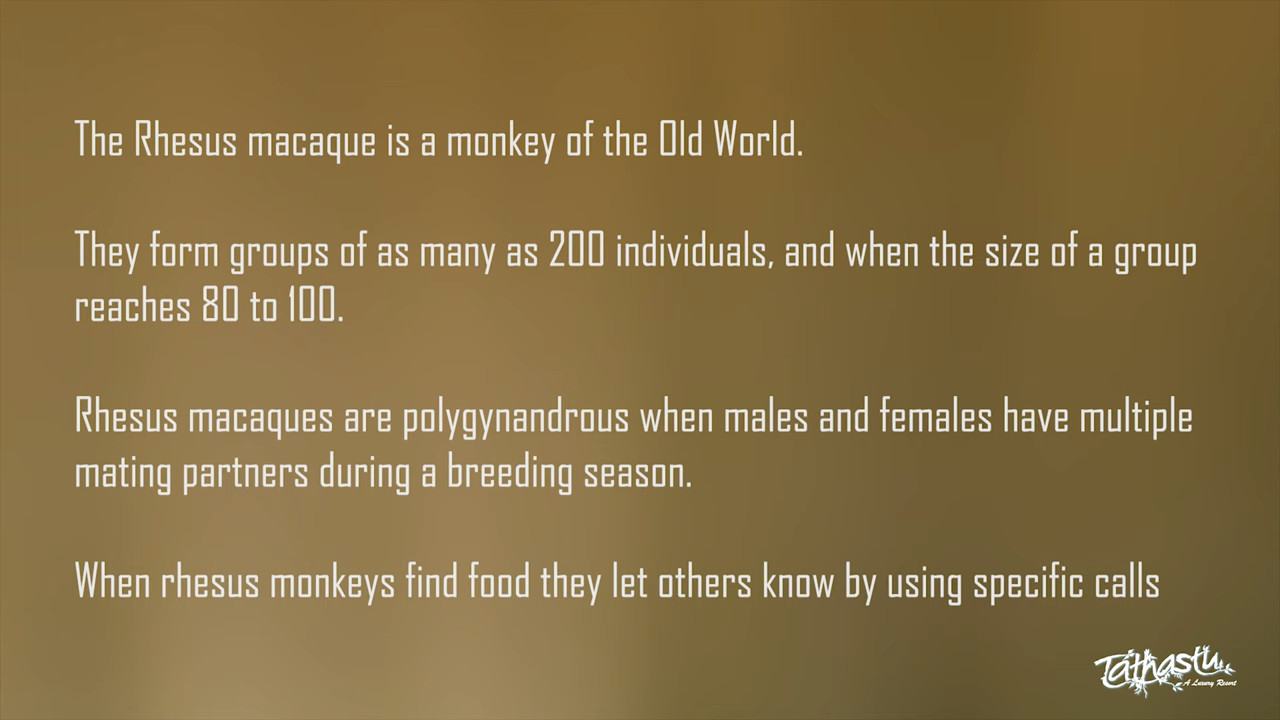 The Rhesus macaque is a monkey of the Old World.
They form groups of as many as 200 individuals, and when the size of a group
reaches 80 to 100.
Rhesus macaques are polygynandrous when males and females have multiple
mating partners during a breeding season.
When rhesus monkeys find food they let others know by using specific calls
Tathastu
A Luxury Resort